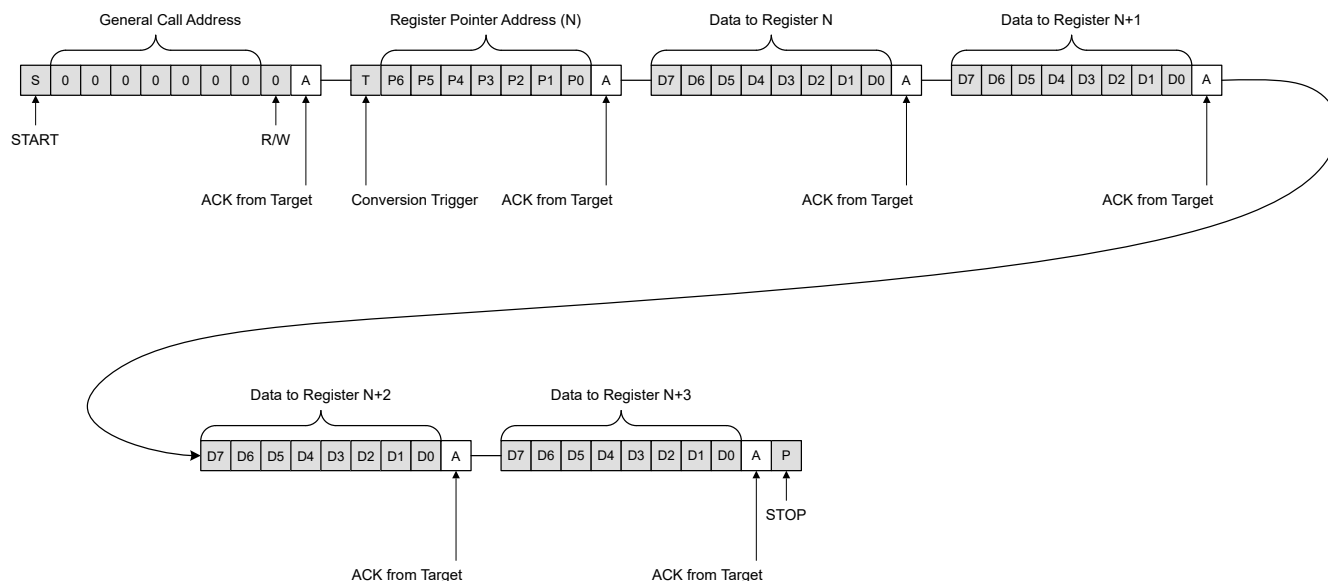 General Call Address Register Pointer Address (N) Data to Register N Data to Register N+1
S 0 0 0 0 0 0 0 0 A T P6 P5 P4 P3 P2 P1 P0 A D7 D6 D5 D4 D3 D2 D1 D0 A D7 D6 D5 D4 D3 D2 D1 D0 A
START R/W
ACK from Target Conversion Trigger ACK from Target ACK from Target ACK from Target
Data to Register N+2 Data to Register N+3
D7 D6 D5 D4 D3 D2 D1 D0 A D7 D6 D5 D4 D3 D2 D1 D0 A P
STOP
ACK from Target ACK from Target